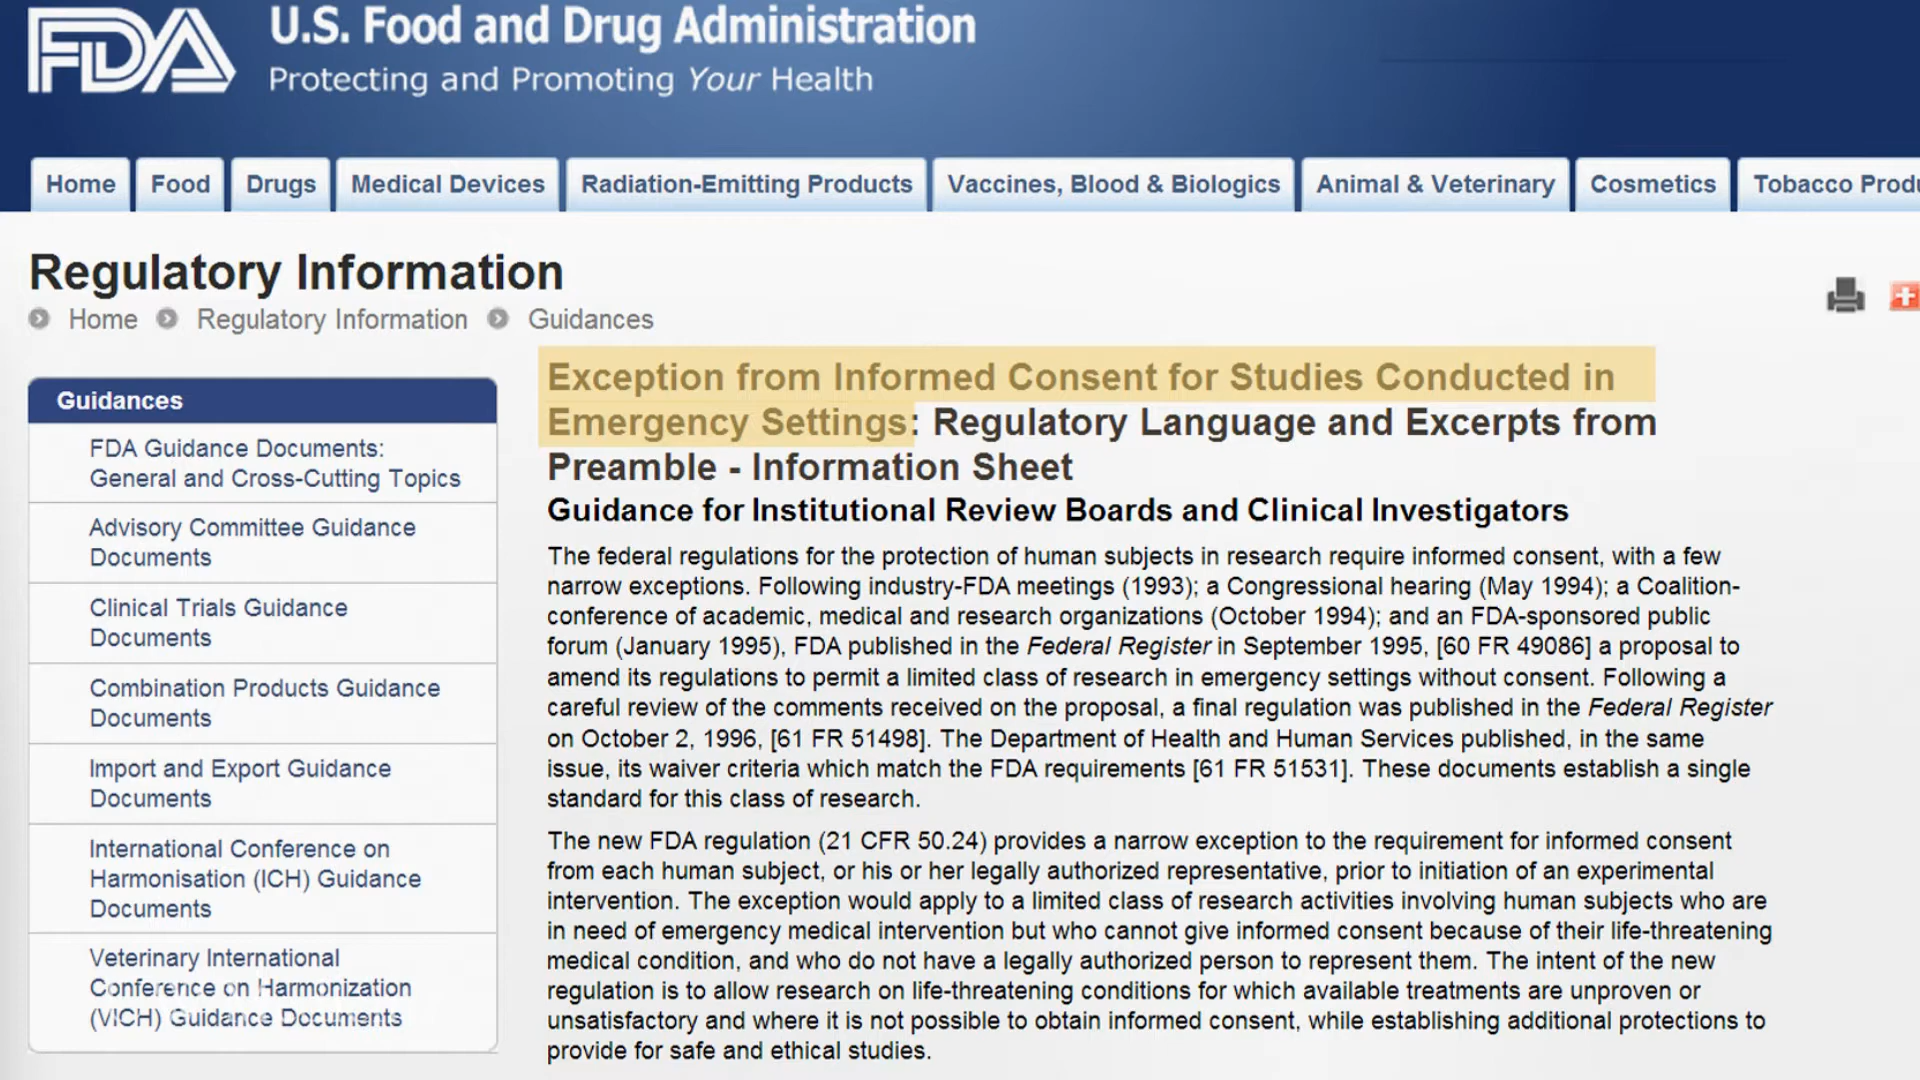 FDA
U.S. Food and Drug Administration
Protecting and Promoting Your Health
Home
Food
Drugs
Medical Devices
Radiation-Emitting Products
Vaccines, Blood & Biologics
Animal & Veterinary
Cosmetics
Tobacco
Regulatory Information
Home
Regulatory Information
Guidances
Guidances
FDA Guidance Documents:
General and Cross-Cutting Topics
Advisory Committee Guidance
Documents
Clinical Trials Guidance
Documents
Combination Products Guidance
Documents
Import and Export Guidance
Documents
International Conference on
Harmonisation (ICH) Guidance
Documents
Veterinary International
Conference on Harmonization
(VICH) Guidance Documents
Exception from Informed Consent for Studies Conducted in
Emergency Settings: Regulatory Language and Excerpts from
Preamble - Information Sheet
Guidance for Institutional Review Boards and Clinical Investigators
The federal regulations for the protection of human subjects in research require informed consent, with a few
narrow exceptions. Following industry-FDA meetings (1993); a Congressional hearing (May 1994); a Coalition-
conference of academic, medical and research organizations (October 1994); and an FDA-sponsored public
forum (January 1995), FDA published in the Federal Register in September 1995, [60 FR 49086] a proposal to
amend its regulations to permit a limited class of research in emergency settings without consent. Following a
careful review of the comments received on the proposal, a final regulation was published in the Federal Register
on October 2, 1996, [61 FR 51498]. The Department of Health and Human Services published, in the same
issue, its waiver criteria which match the FDA requirements [61 FR 51531]. These documents establish a single
standard for this class of research.
The new FDA regulation (21 CFR 50.24) provides a narrow exception to the requirement for informed consent
from each human subject, or his or her legally authorized representative, prior to initiation of an experimental
intervention. The exception would apply to a limited class of research activities involving human subjects who are
in need of emergency medical intervention but who cannot give informed consent because of their life-threatening
medical condition, and who do not have a legally authorized person to represent them. The intent of the new
regulation is to allow research on life-threatening conditions for which available treatments are unproven or
unsatisfactory and where it is not possible to obtain informed consent, while establishing additional protections to
provide for safe and ethical studies.